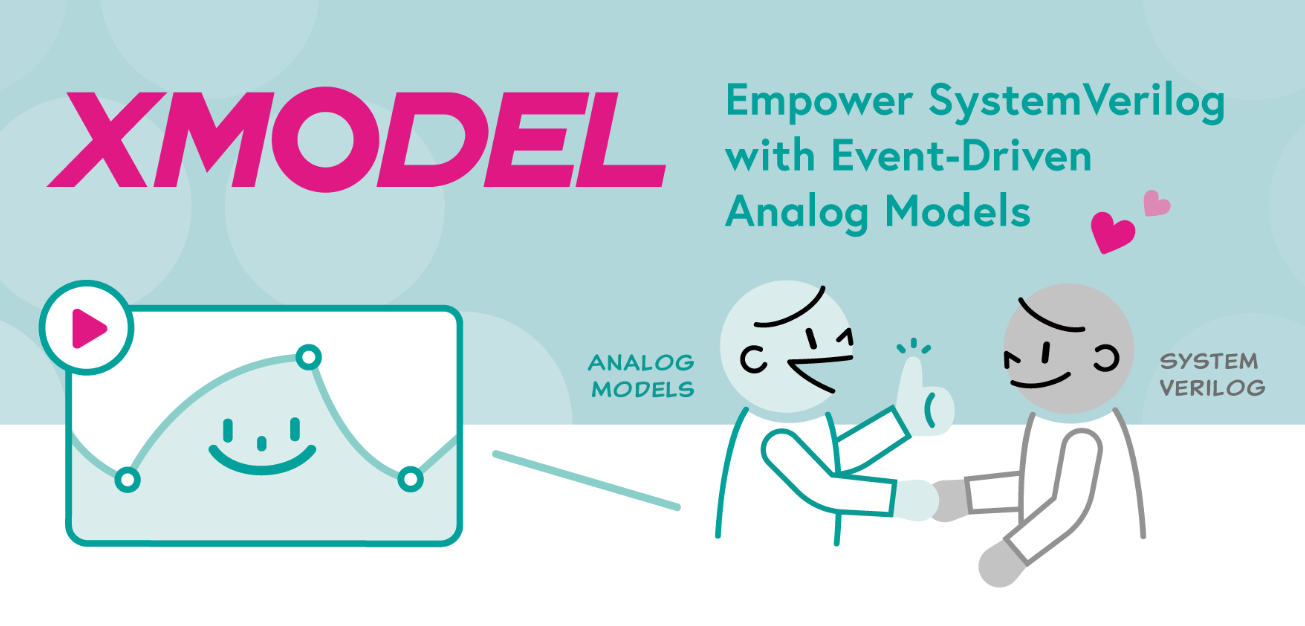 XMODEL
Empower SystemVerilog
with Event-Driven
Analog Models
ANALOG
MODELS
SYSTEM
VERILOG